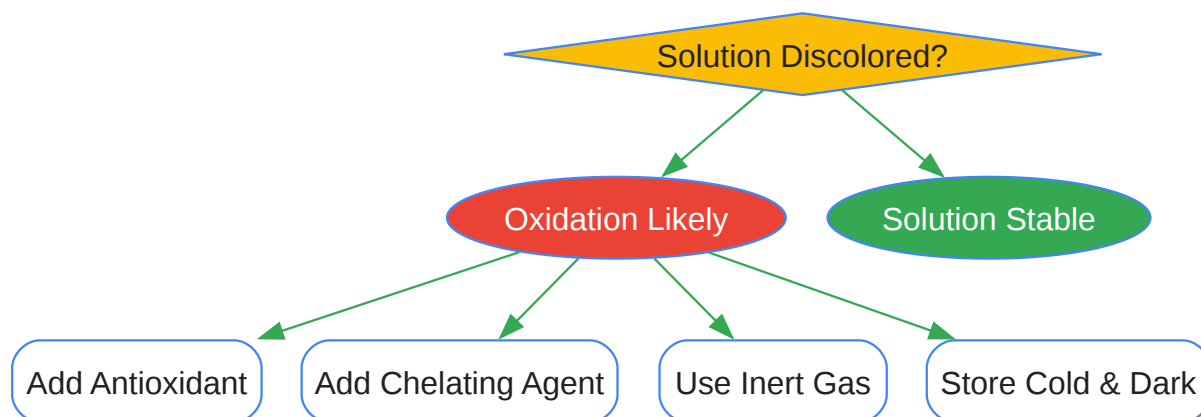 Solution Discolored?
Oxidation Likely
Solution Stable
Add Antioxidant
Add Chelating Agent
Use Inert Gas
Store Cold & Dark